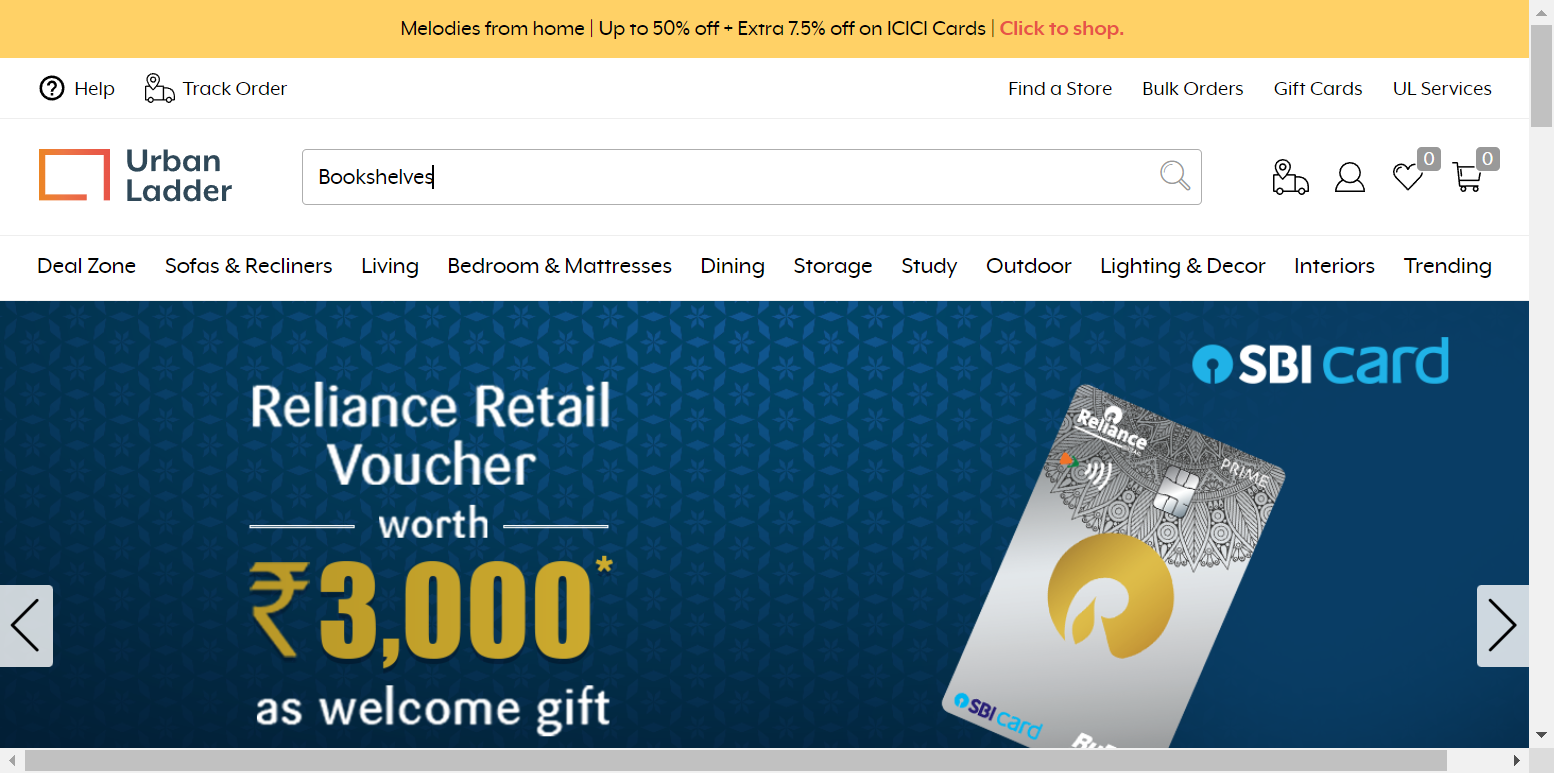 Melodies from home | Up to 50% off + Extra 7.5% off on ICICI Cards | Click to shop.
Help Track Order Find a Store Bulk Orders Gift Cards UL Services
Urban
Ladder
Bookshelves
0 0
Deal Zone Sofas & Recliners Living Bedroom & Mattresses Dining Storage Study Outdoor Lighting & Decor Interiors Trending
SBI card
Reliance Retail
Voucher
worth
₹3,000*
as welcome gift
Reliance
PRIME
SBI card